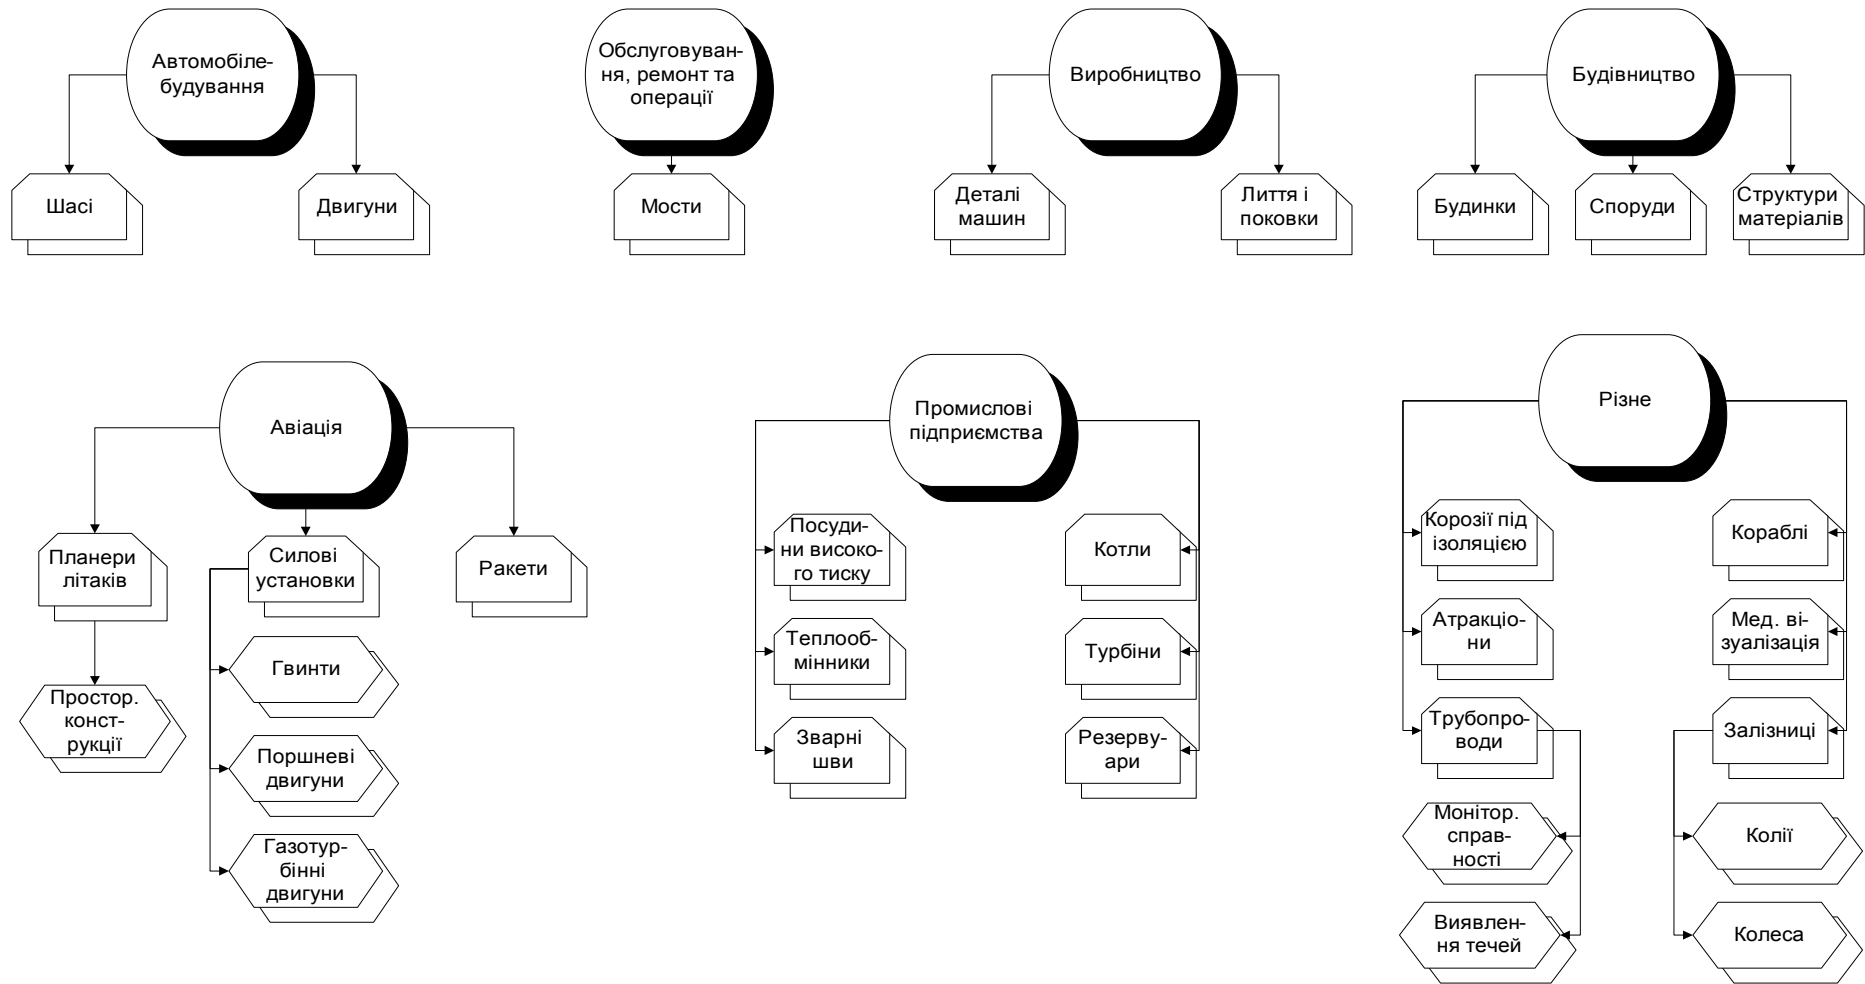 Автомобіле-
будування
Обслуговуван-
ня, ремонт та
операції
Виробництво
Будівництво
Шасі
Двигуни
Мости
Деталі
машин
Лиття і
поковки
Будинки
Споруди
Структури
матеріалів
Авіація
Промислові
підприємства
Різне
Планери
літаків
Силові
установки
Ракети
Простор.
конст-
рукції
Гвинти
Поршневі
двигуни
Газотур-
бінні
двигуни
Посуди-
ни високо-
го тиску
Котли
Теплооб-
мінники
Турбіни
Зварні
шви
Резерву-
ари
Корозії під
ізоляцією
Кораблі
Атракціо-
ни
Мед. ві-
зуалізація
Трубопро-
води
Залізниці
Монітор.
справ-
ності
Колії
Виявлен-
ня течей
Колеса